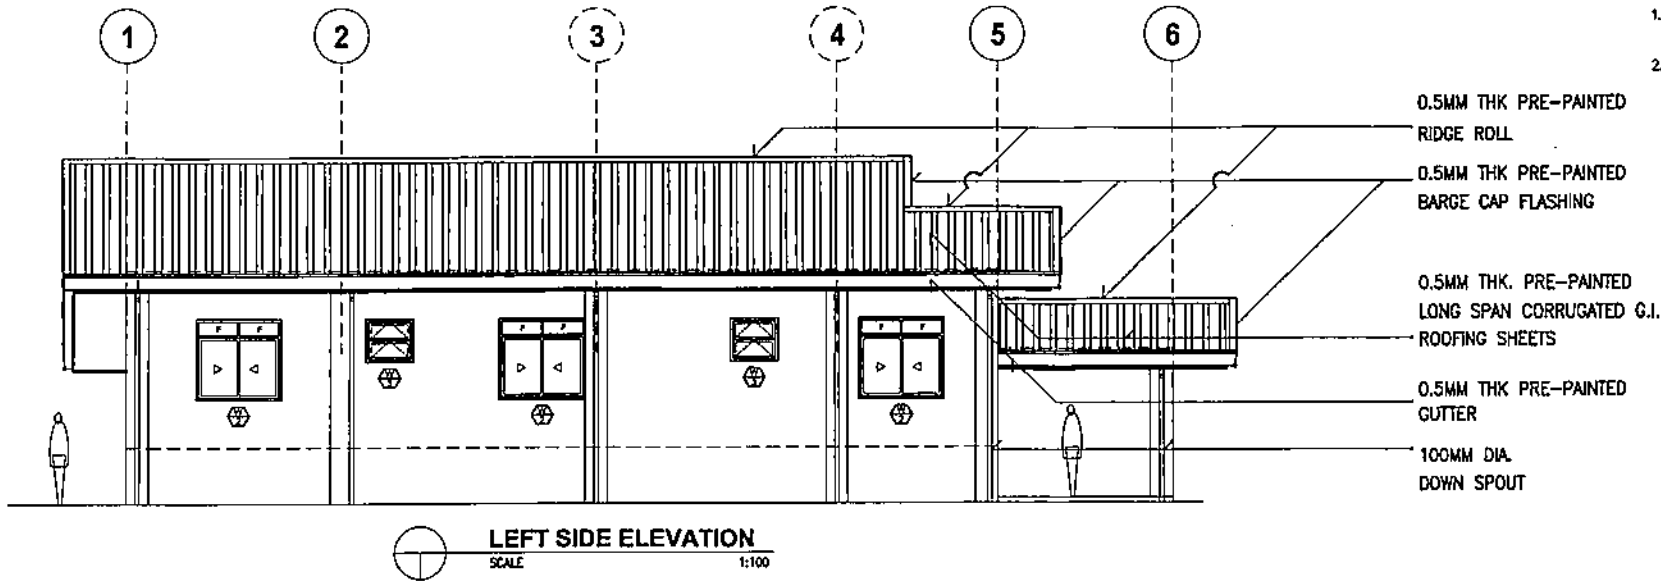 1 2 3 4 5 6
1.
2.
0.5MM THK PRE-PAINTED
RIDGE ROLL
0.5MM THK PRE-PAINTED
BARGE CAP FLASHING
0.5MM THK. PRE-PAINTED
LONG SPAN CORRUGATED G.I.
ROOFING SHEETS
0.5MM THK PRE-PAINTED
GUTTER
100MM DIA.
DOWN SPOUT
F F
F F
F F
LEFT SIDE ELEVATION
SCALE 1:100